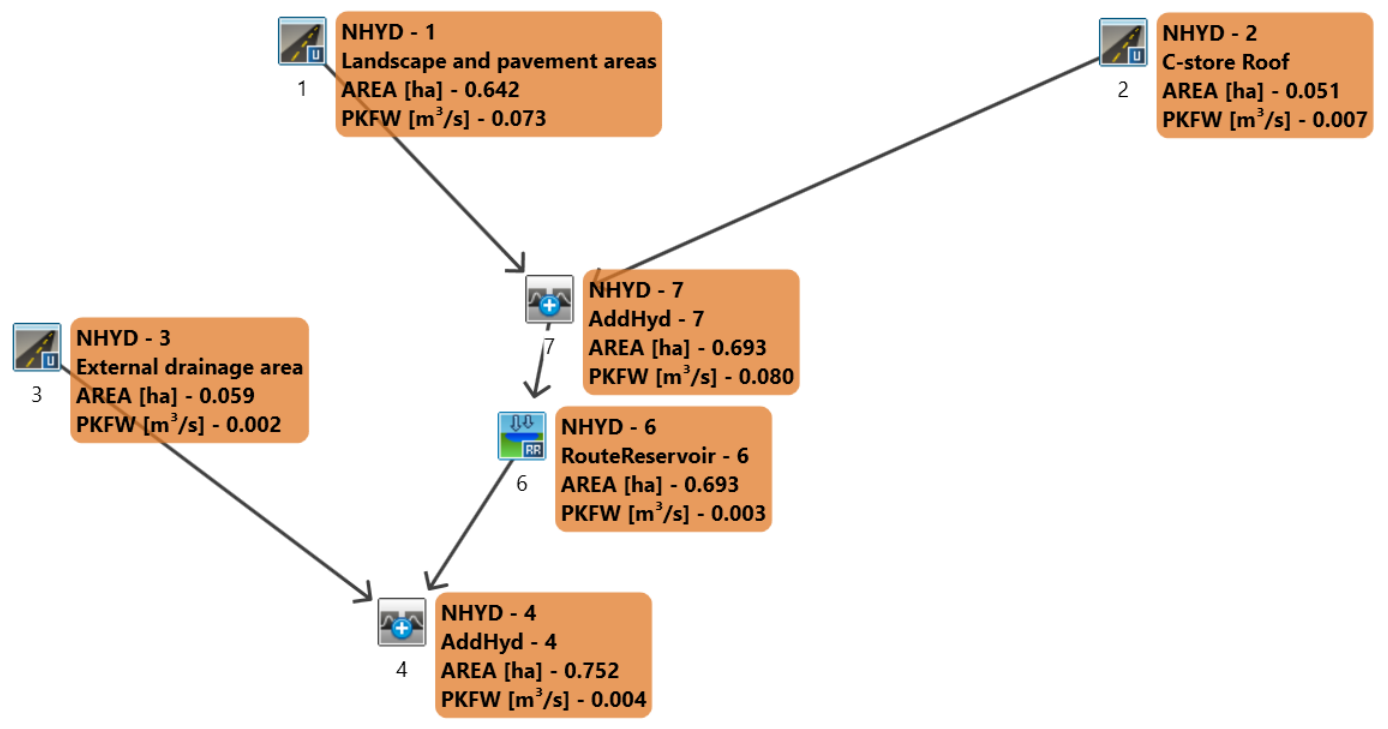 NHYD - 1
Landscape and pavement areas
AREA [ha] - 0.642
PKFW [m³/s] - 0.073
U
1
NHYD - 2
C-store Roof
AREA [ha] - 0.051
PKFW [m³/s] - 0.007
U
2
NHYD - 7
AddHyd - 7
AREA [ha] - 0.693
PKFW [m³/s] - 0.080
7
NHYD - 3
External drainage area
AREA [ha] - 0.059
PKFW [m³/s] - 0.002
U
3
NHYD - 6
RouteReservoir - 6
AREA [ha] - 0.693
PKFW [m³/s] - 0.003
RR
6
NHYD - 4
AddHyd - 4
AREA [ha] - 0.752
PKFW [m³/s] - 0.004
4